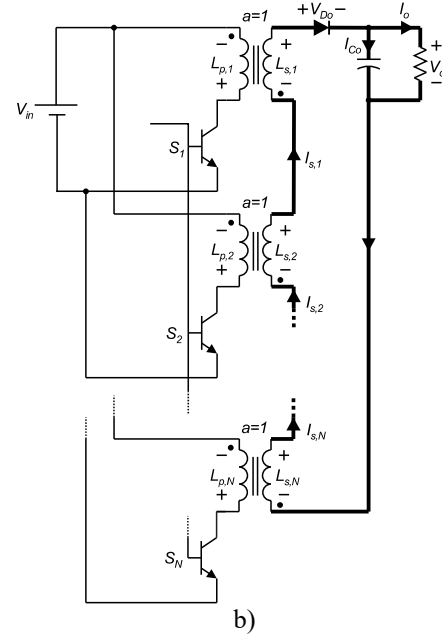 a=1
+V_Do−
I_o
− + I_Co +
L_p,1 L_s,1 V_o
+ − −
V_in
S_1
I_s,1
a=1
− +
L_p,2 L_s,2
+ −
I_s,2
S_2
a=1
I_s,N
− +
L_p,N L_s,N
+ −
S_N
b)